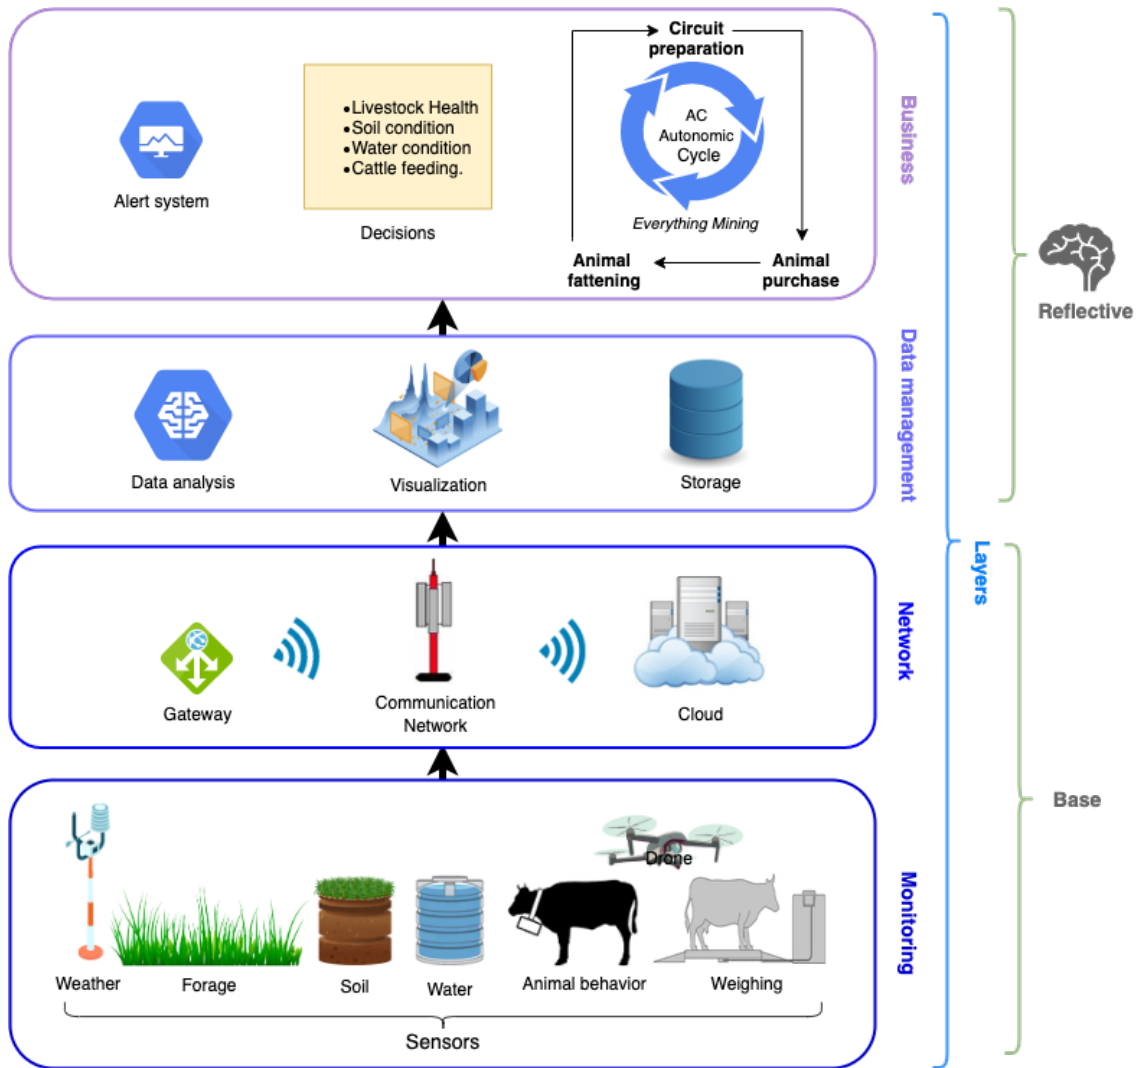 Circuit
preparation
AC
Autonomic
Cycle
Everything Mining
Animal
fattening
Animal
purchase
•Livestock Health
•Soil condition
•Water condition
•Cattle feeding.
Decisions
Alert system
Business
Reflective
Data analysis
Visualization
Storage
Data management
Layers
Gateway
Communication
Network
Cloud
Network
Base
Drone
Weather
Forage
Soil
Water
Animal behavior
Weighing
Sensors
Monitoring